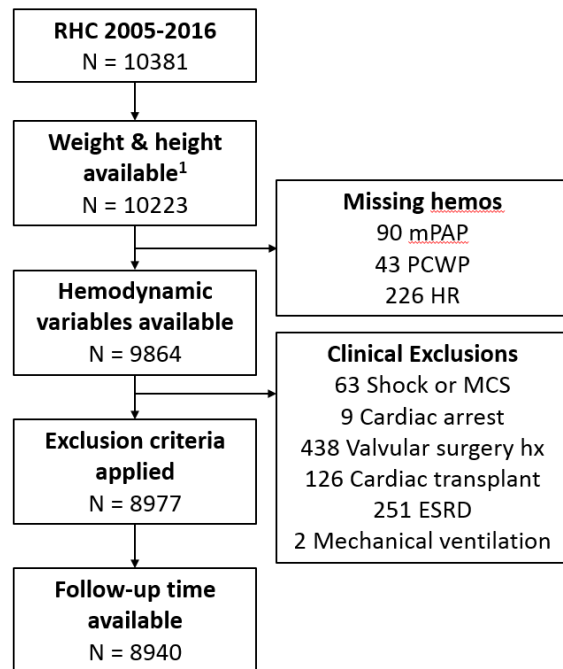 RHC 2005-2016
N = 10381
Weight & height
available¹
N = 10223
Missing hemos
90 mPAP
43 PCWP
226 HR
Hemodynamic
variables available
N = 9864
Clinical Exclusions
63 Shock or MCS
9 Cardiac arrest
438 Valvular surgery hx
126 Cardiac transplant
251 ESRD
2 Mechanical ventilation
Exclusion criteria
applied
N = 8977
Follow-up time
available
N = 8940